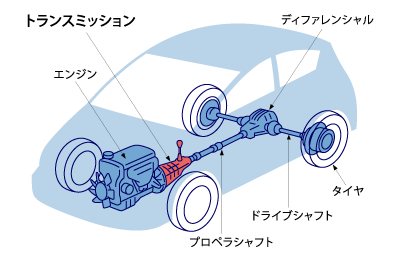 トランスミッション
ディファレンシャル
エンジン
タイヤ
ドライブシャフト
プロペラシャフト